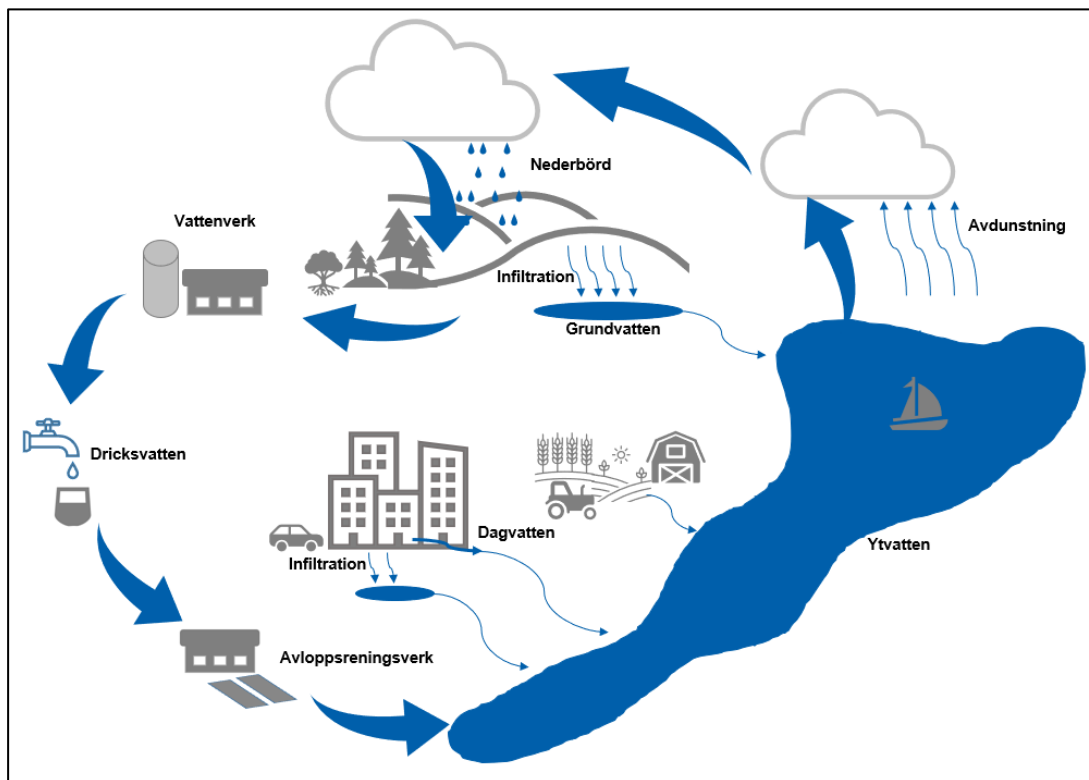 Nederbörd
Vattenverk
Avdunstning
Infiltration
Grundvatten
Dricksvatten
Dagvatten
Ytvatten
Infiltration
Avloppsreningsverk